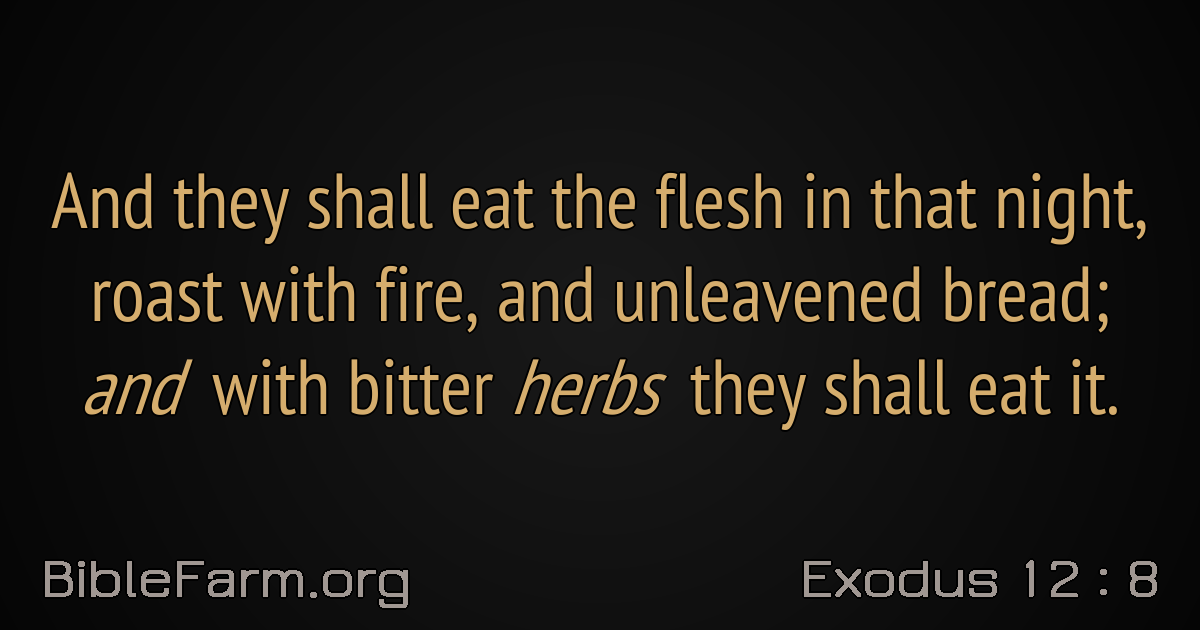 And they shall eat the flesh in that night,
roast with fire, and unleavened bread;
and with bitter herbs they shall eat it.
BibleFarm.org
Exodus 12 : 8